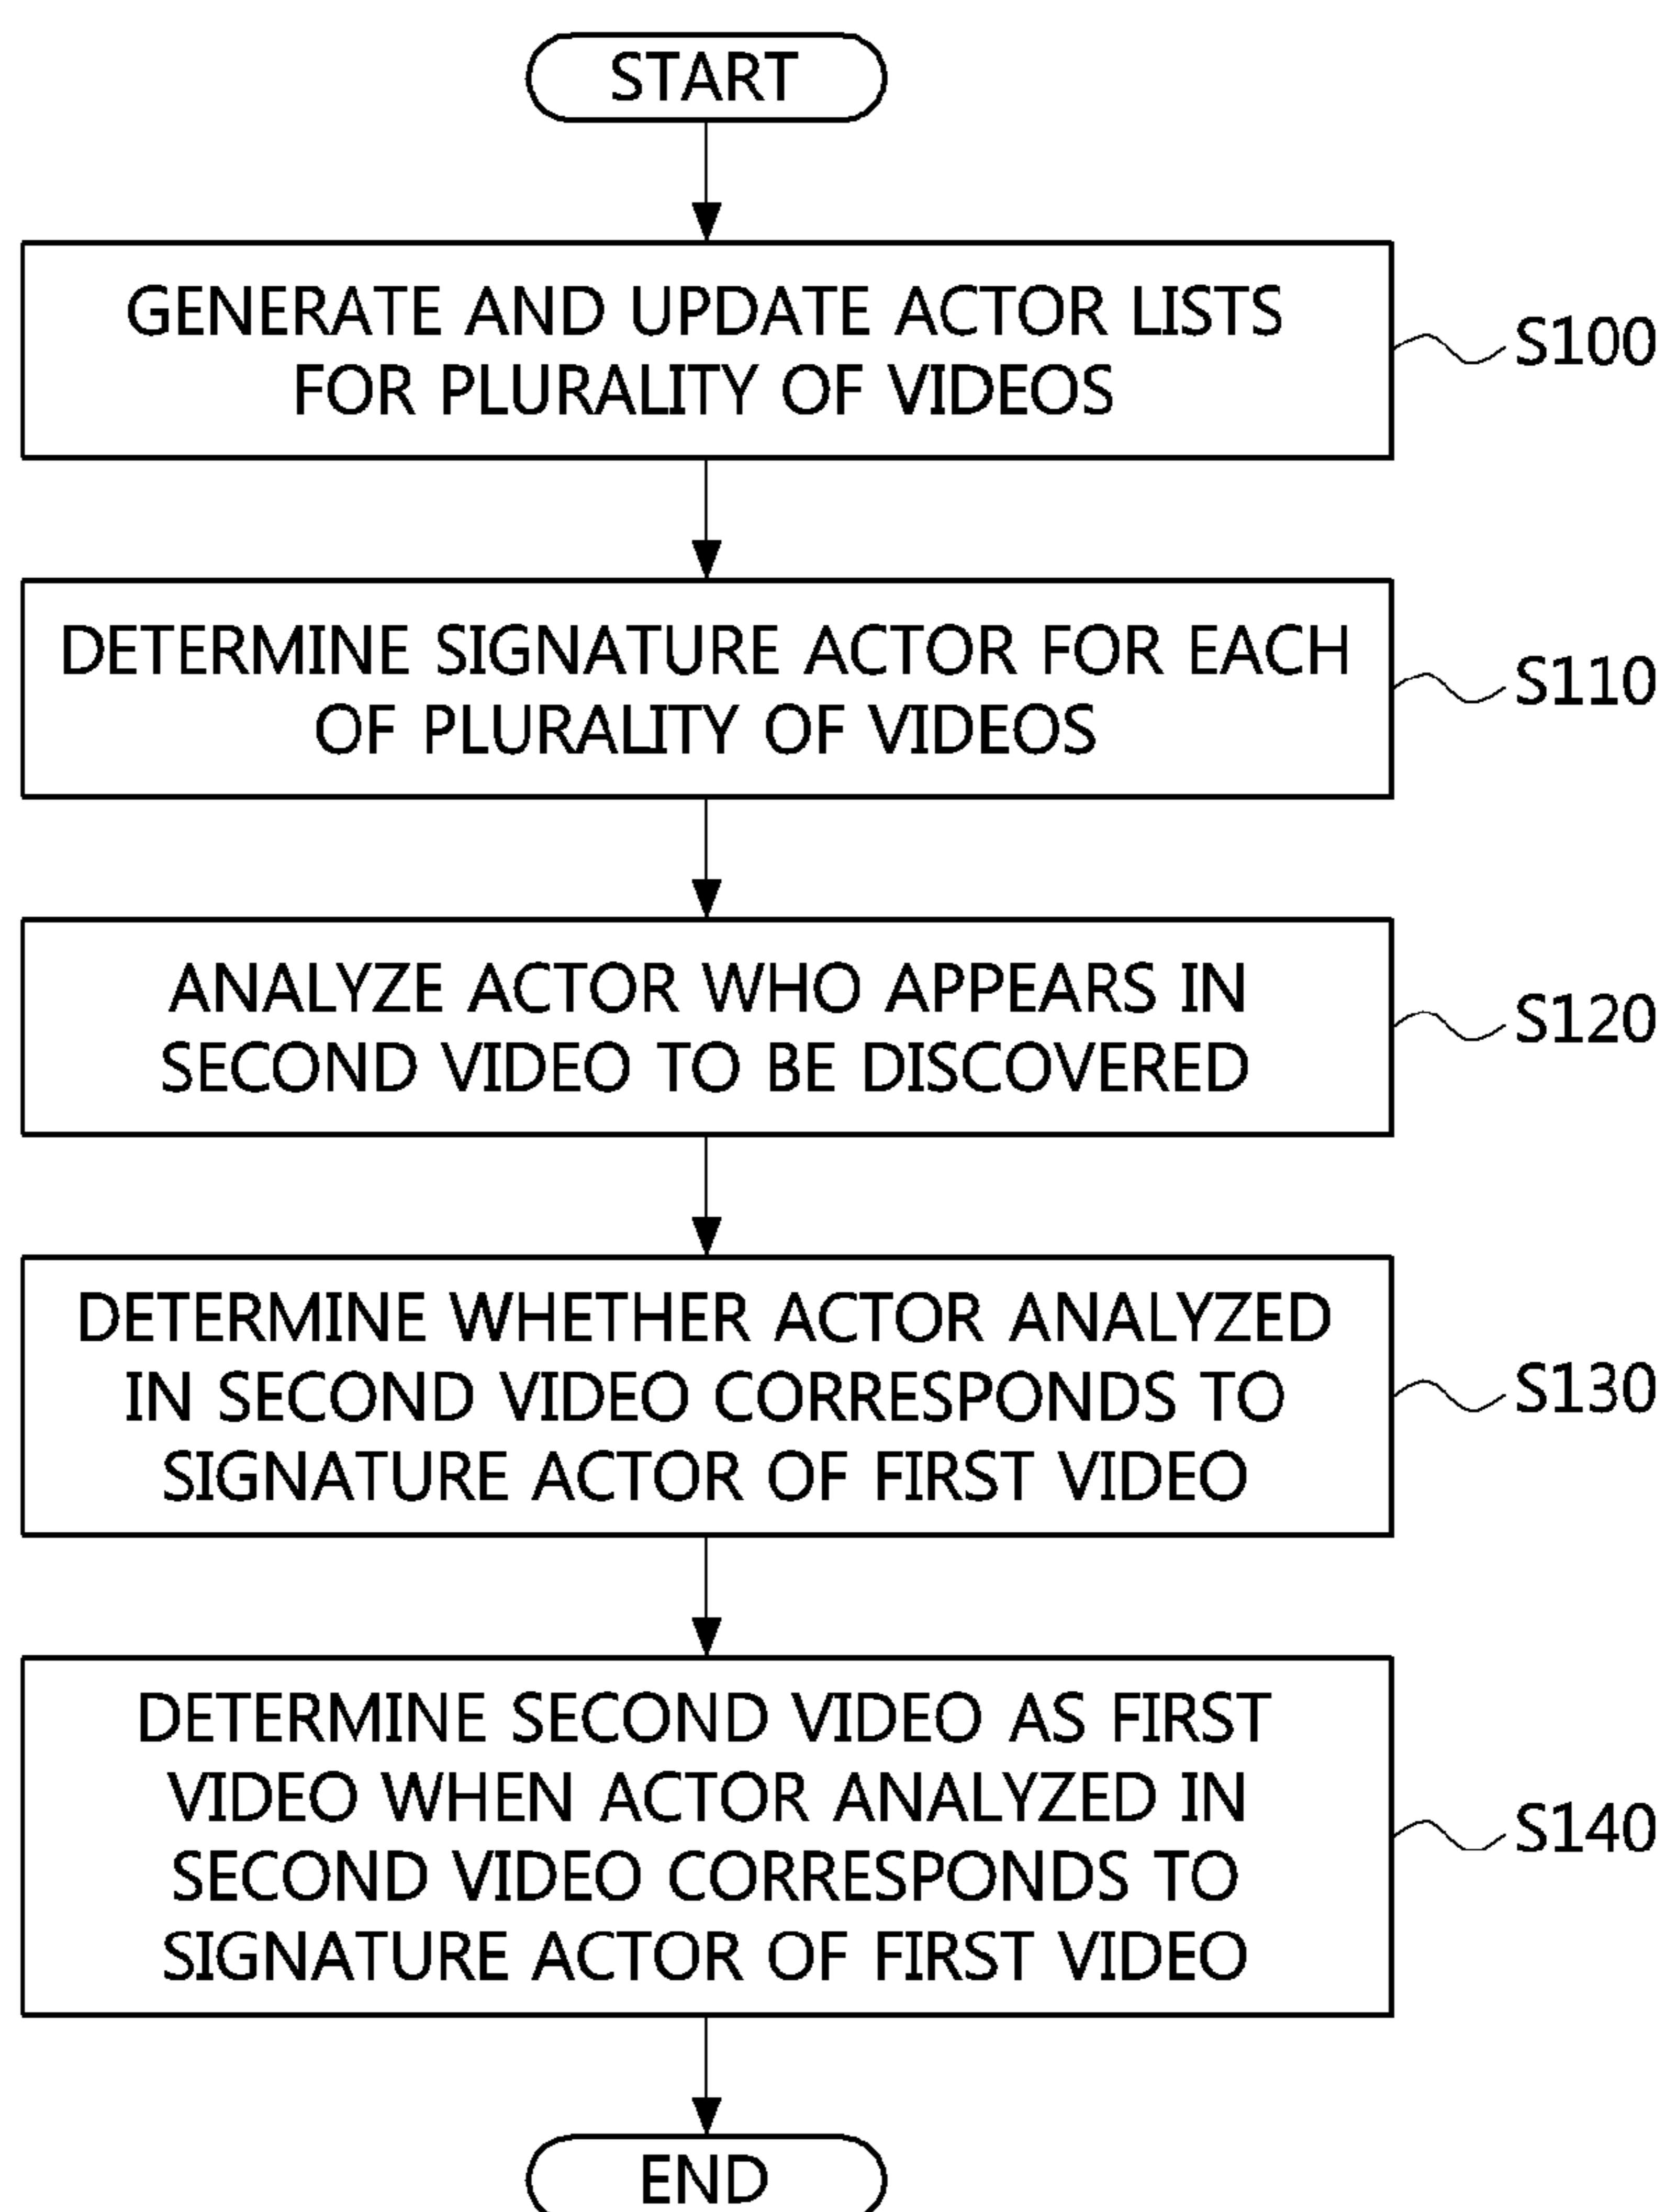 START
GENERATE AND UPDATE ACTOR LISTS
FOR PLURALITY OF VIDEOS
S100
DETERMINE SIGNATURE ACTOR FOR EACH
OF PLURALITY OF VIDEOS
S110
ANALYZE ACTOR WHO APPEARS IN
SECOND VIDEO TO BE DISCOVERED
S120
DETERMINE WHETHER ACTOR ANALYZED
IN SECOND VIDEO CORRESPONDS TO
SIGNATURE ACTOR OF FIRST VIDEO
S130
DETERMINE SECOND VIDEO AS FIRST
VIDEO WHEN ACTOR ANALYZED IN
SECOND VIDEO CORRESPONDS TO
SIGNATURE ACTOR OF FIRST VIDEO
S140
END